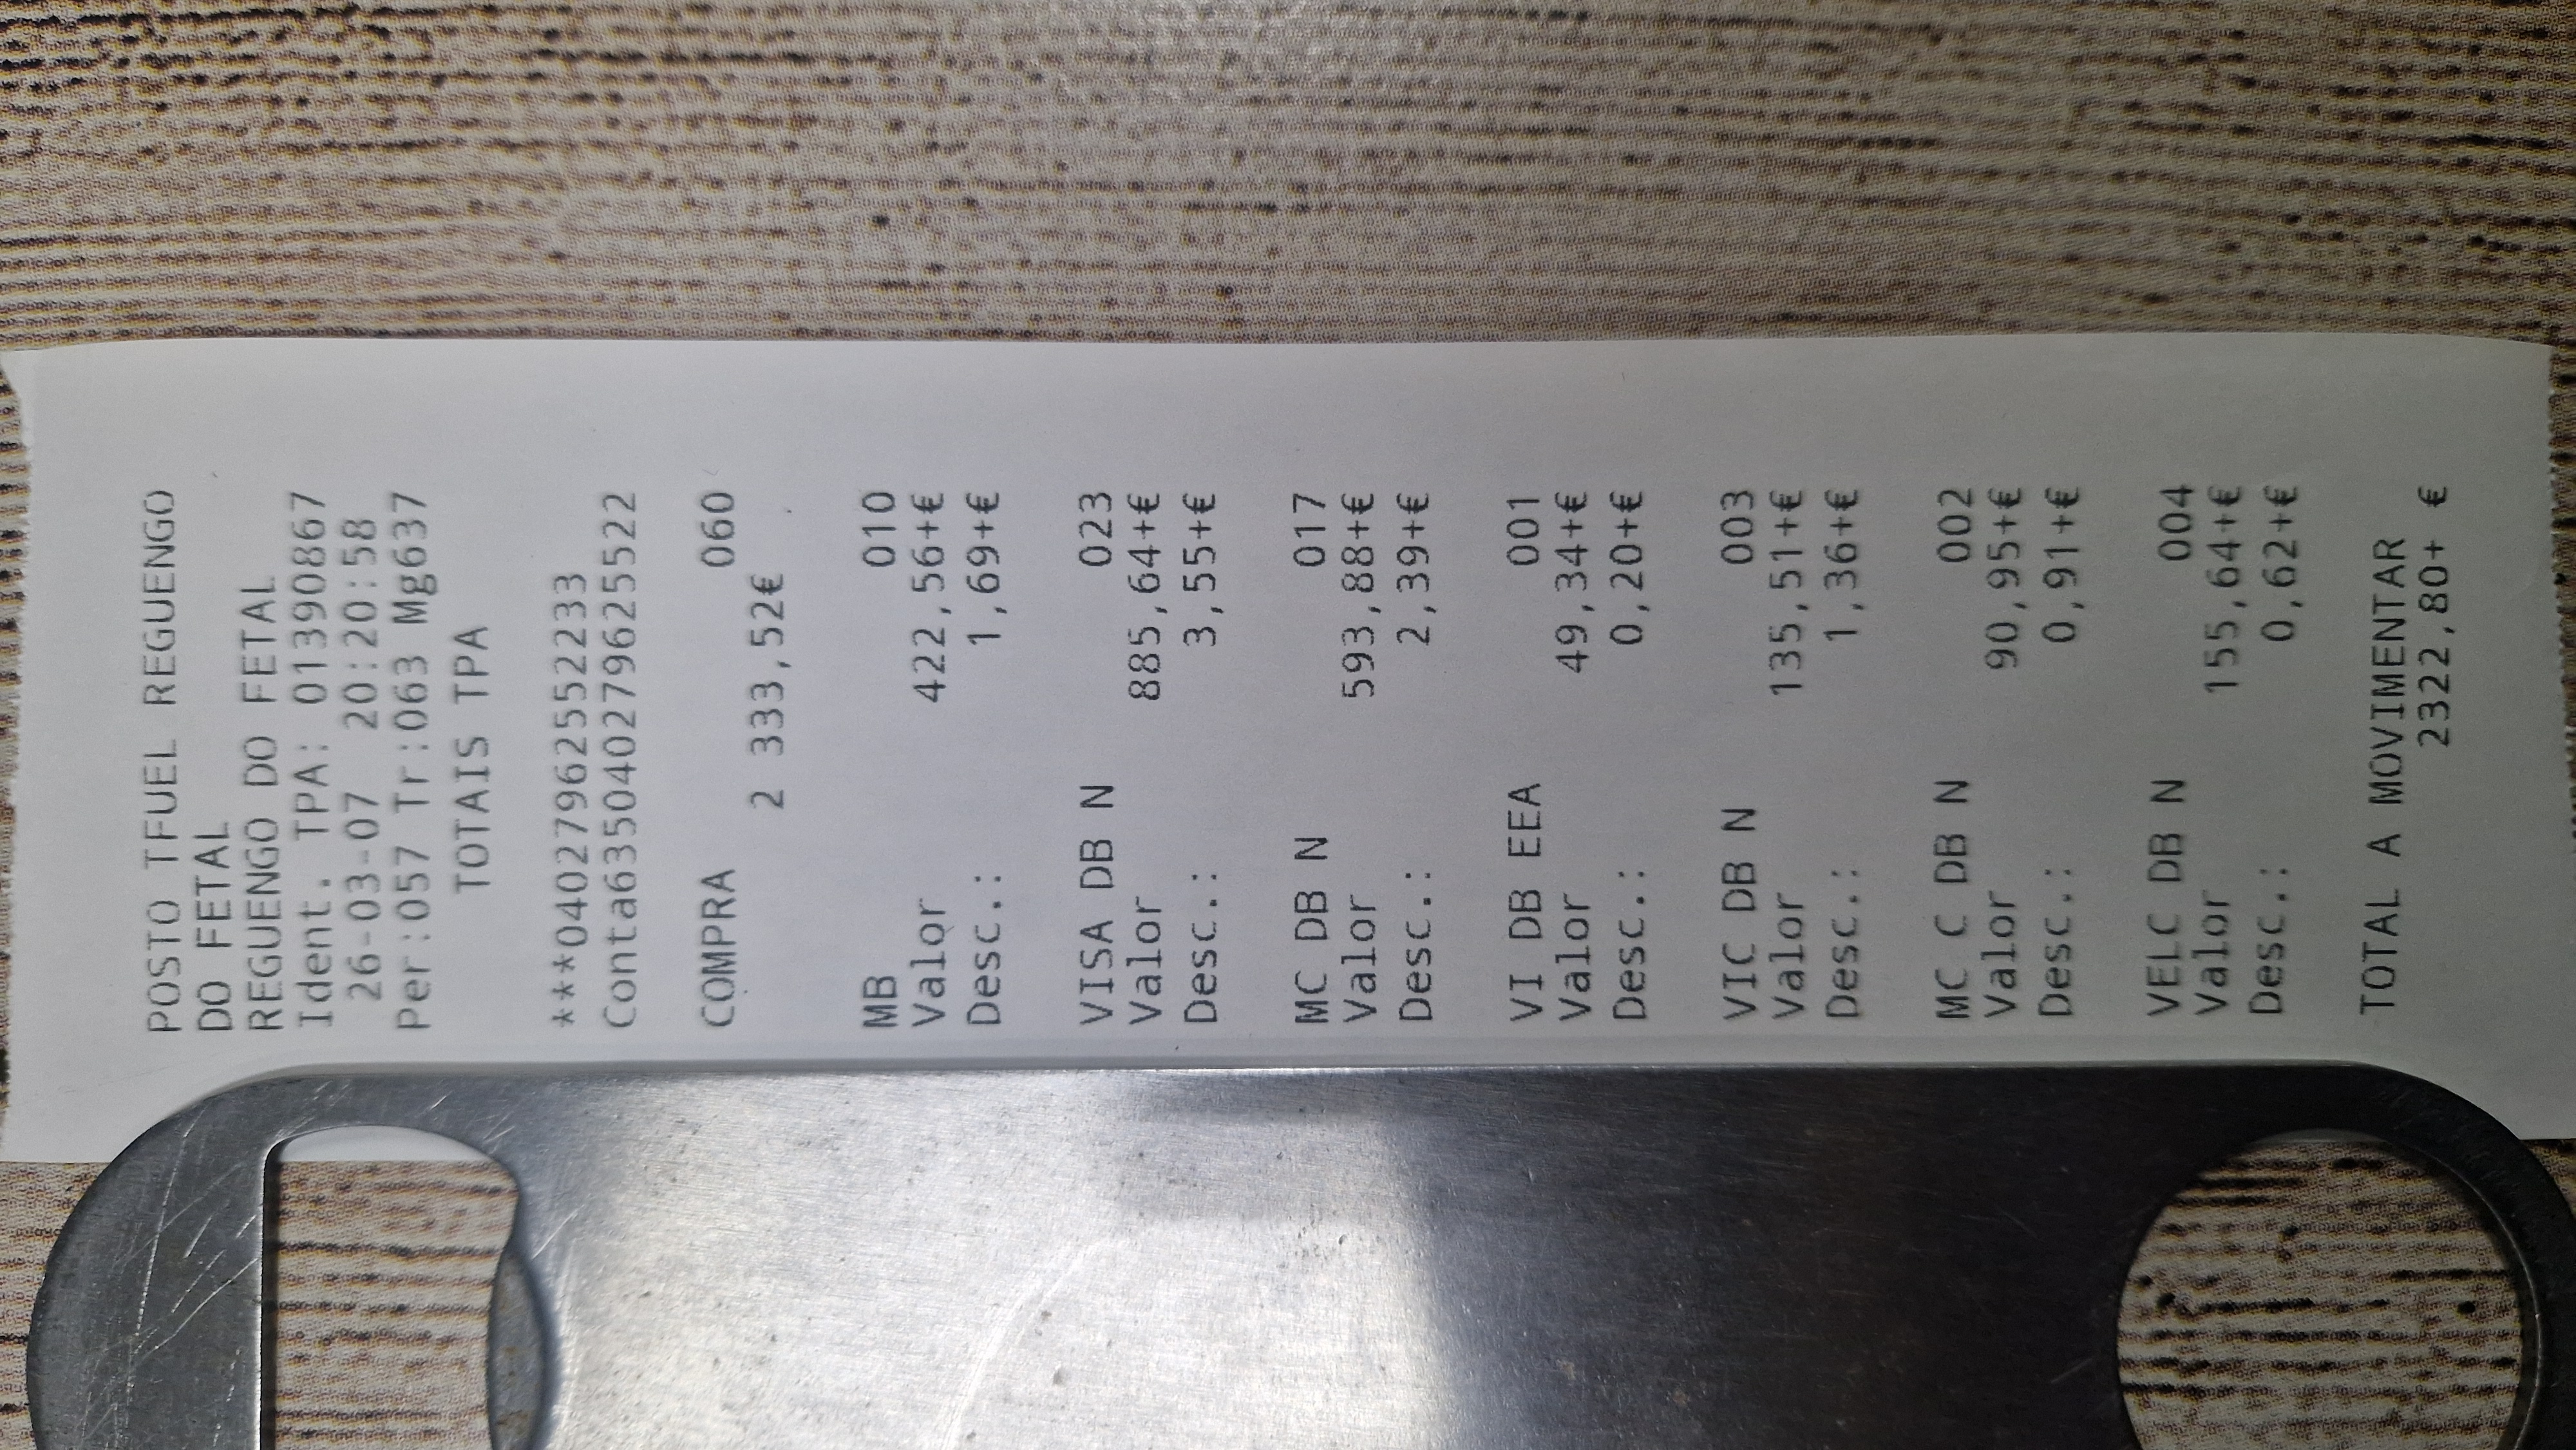 POSTO TFUEL REGUENGO
DO FETAL
REGUENGO DO FETAL
Ident. TPA: 01390867
26-03-07 20:20:58
Per:057 Tr:063 Mg637
TOTAIS TPA
***0402796255‌2233
Conta63504027962552‌2
COMPRA 060
2 333,52€
MB 010
Valor 422,56+€
Desc.: 1,69+€
VISA DB N 023
Valor 885,64+€
Desc.: 3,55+€
MC DB N 017
Valor 593,88+€
Desc.: 2,39+€
VI DB EEA 001
Valor 49,34+€
Desc.: 0,20+€
VIC DB N 003
Valor 135,51+€
Desc.: 1,36+€
MC C DB N 002
Valor 90,95+€
Desc.: 0,91+€
VELC DB N 004
Valor 155,64+€
Desc.: 0,62+€
TOTAL A MOVIMENTAR
2322,80+ €